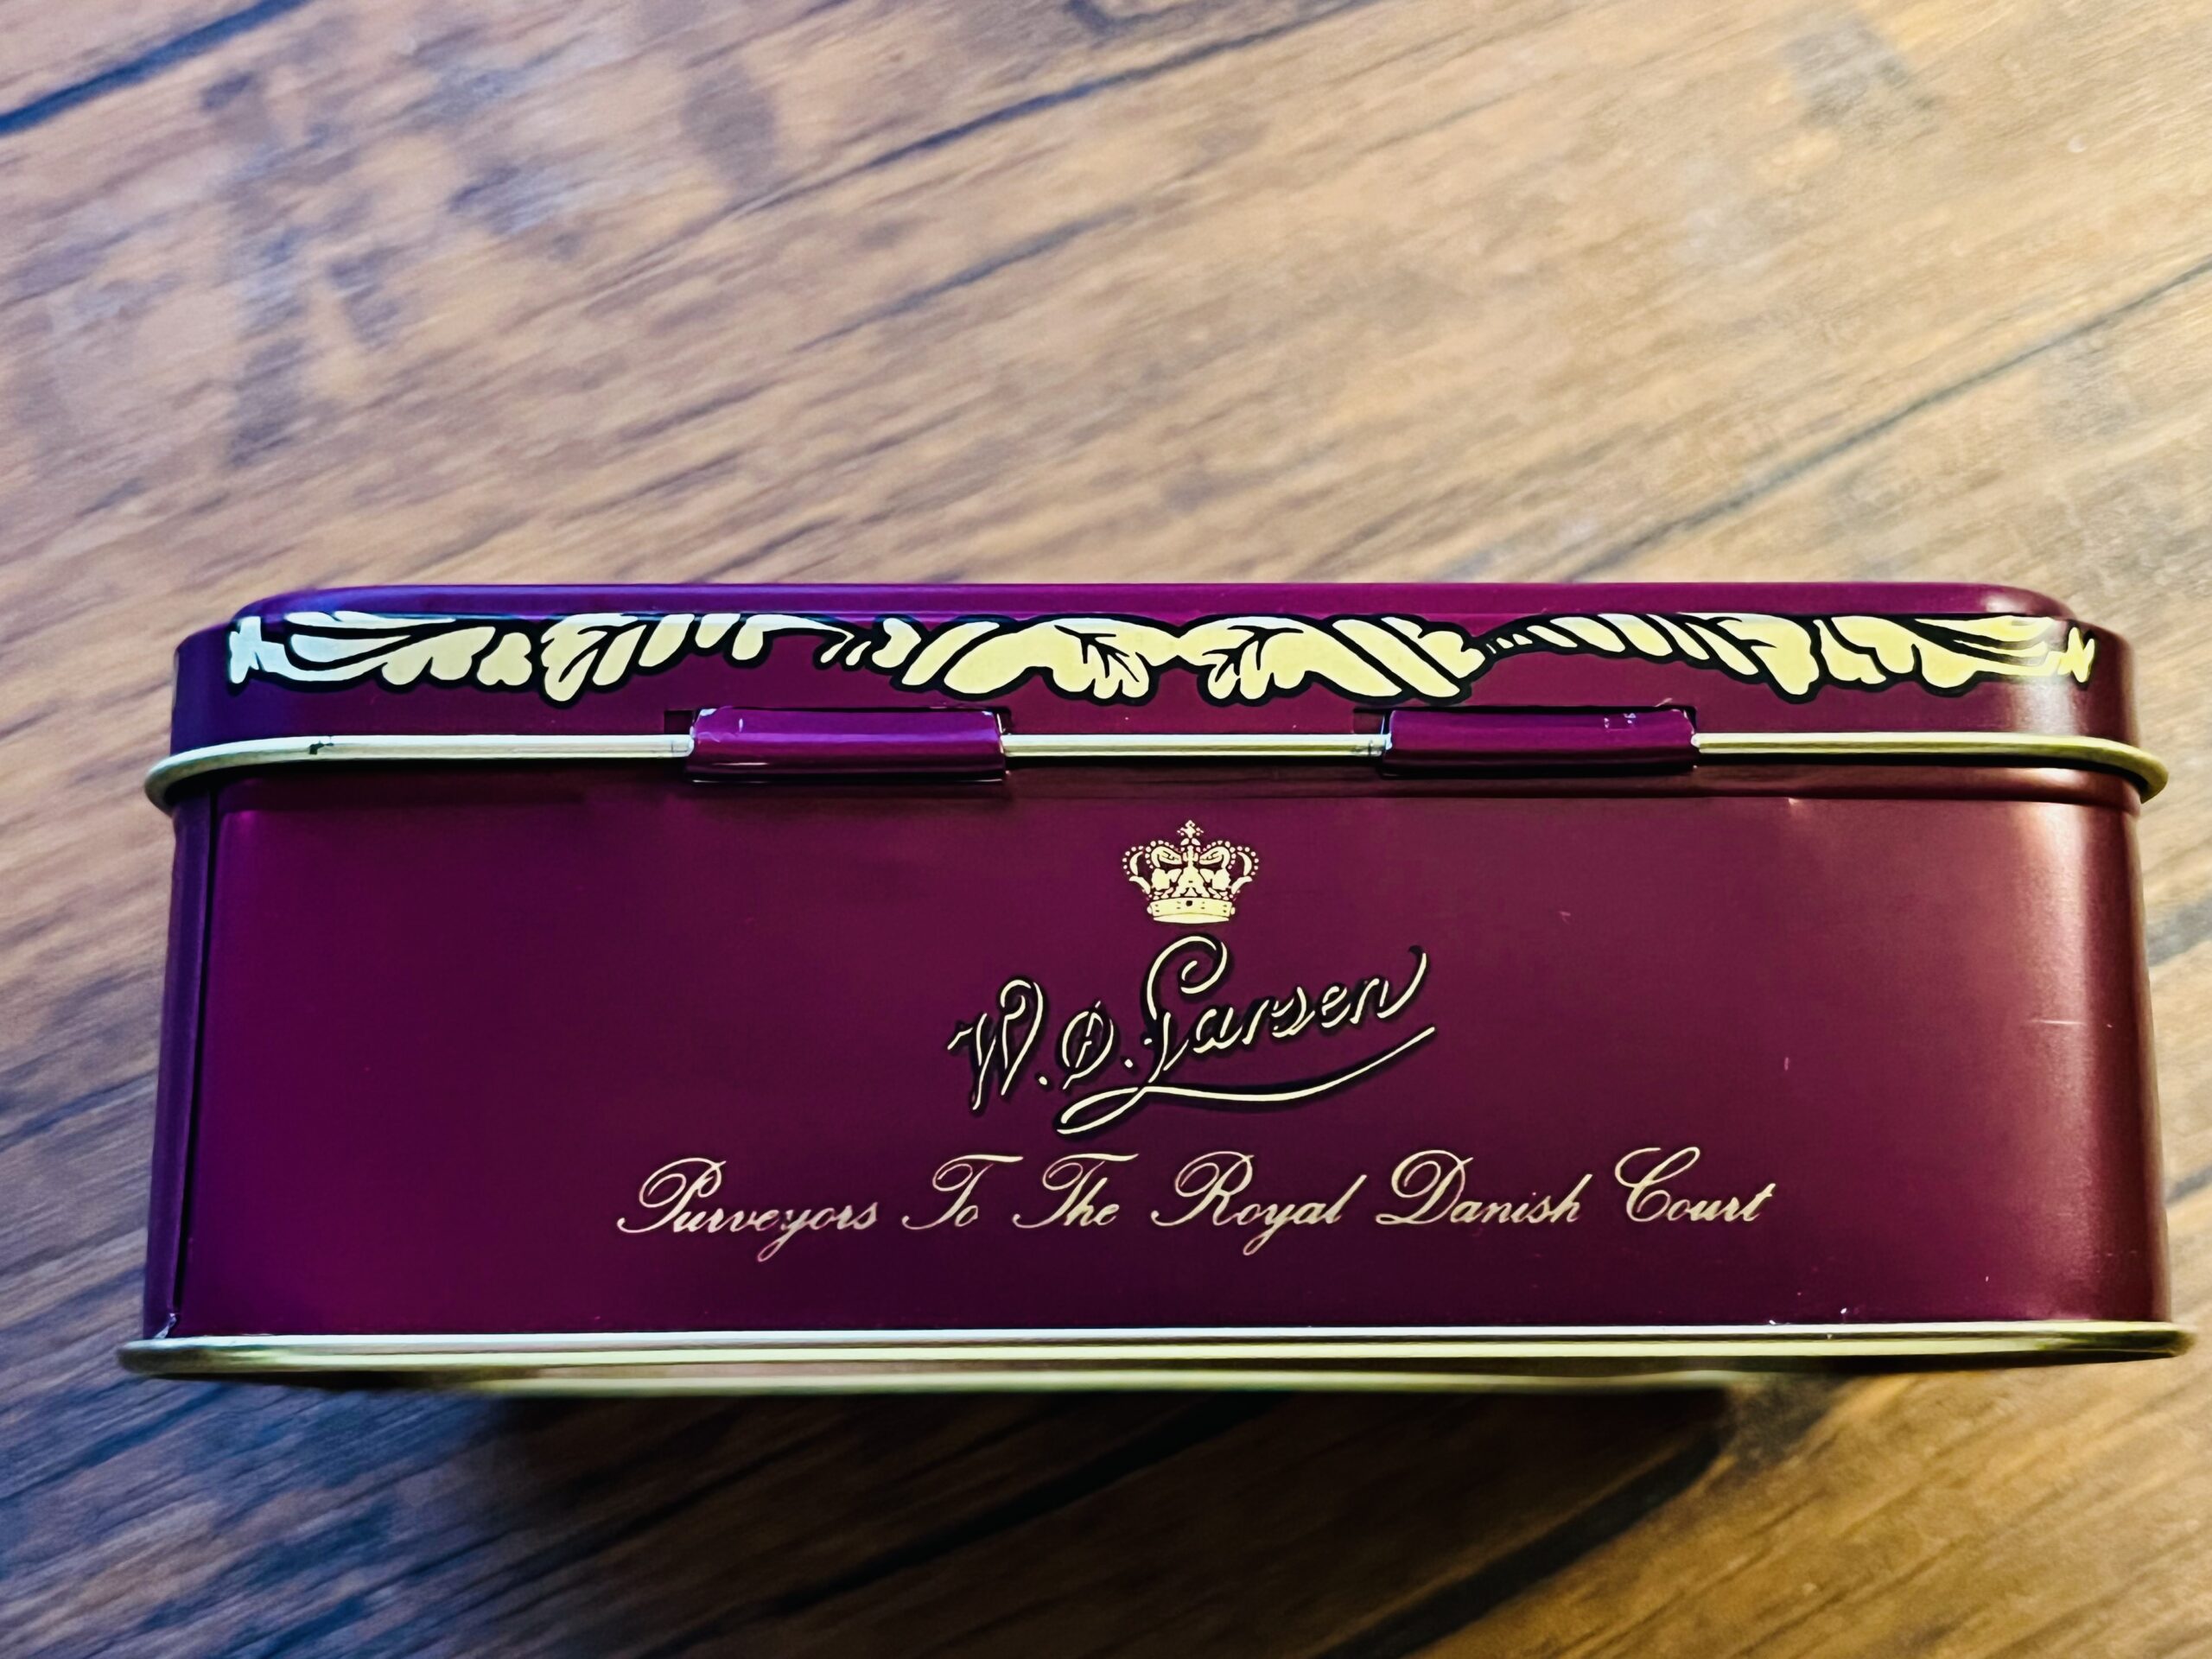 W.Ø. Larsen
Purveyors To The Royal Danish Court